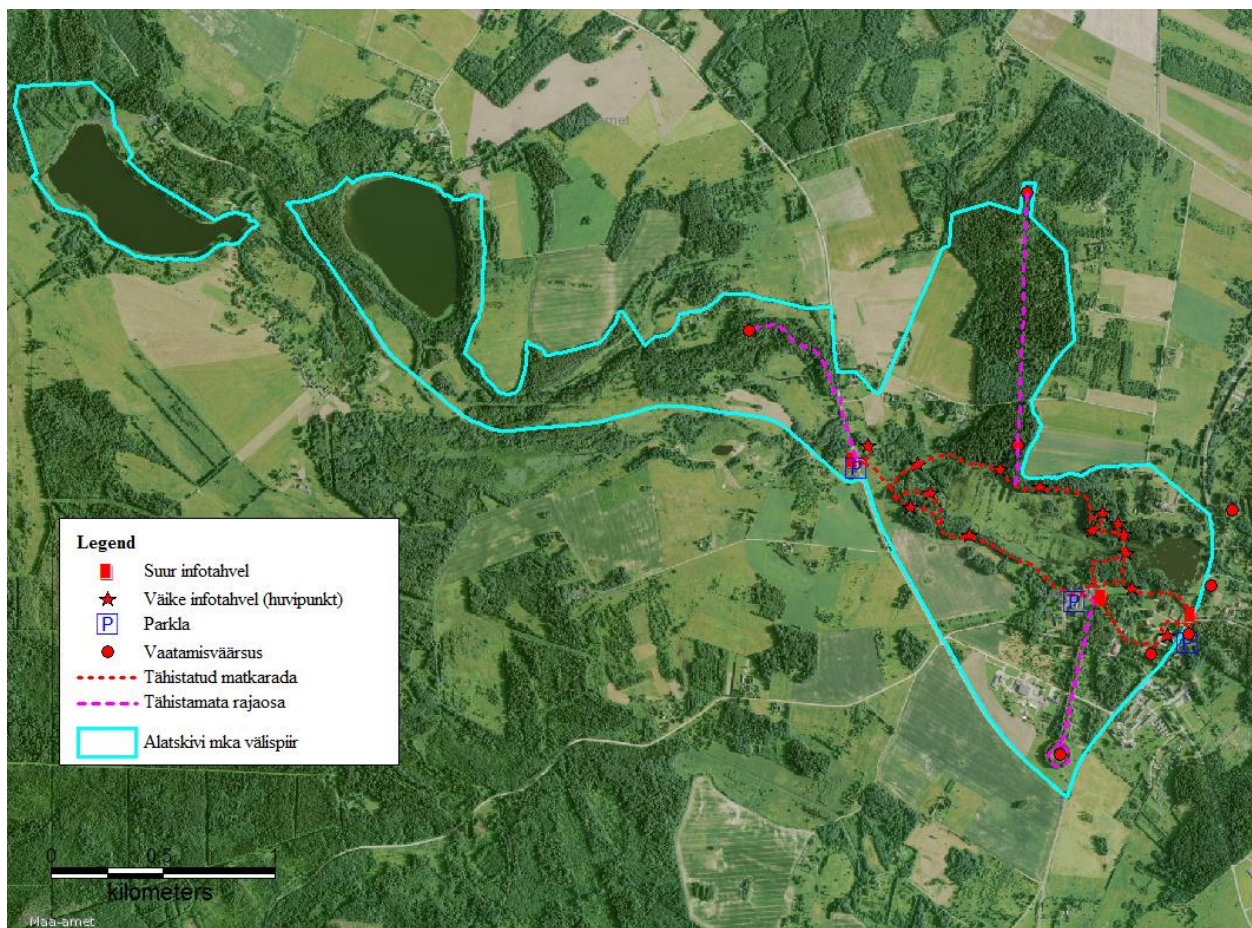 Maa-amet
Legend
Suur infotahvel
Väike infotahvel (huvipunkt)
P
Parkla
Vaatamisväärsus
Tähistatud matkarada
Tähistamata rajaosa
Alatskivi mka välispiir
P
P
P
0 0,5 1
kilometers
Maa-amet